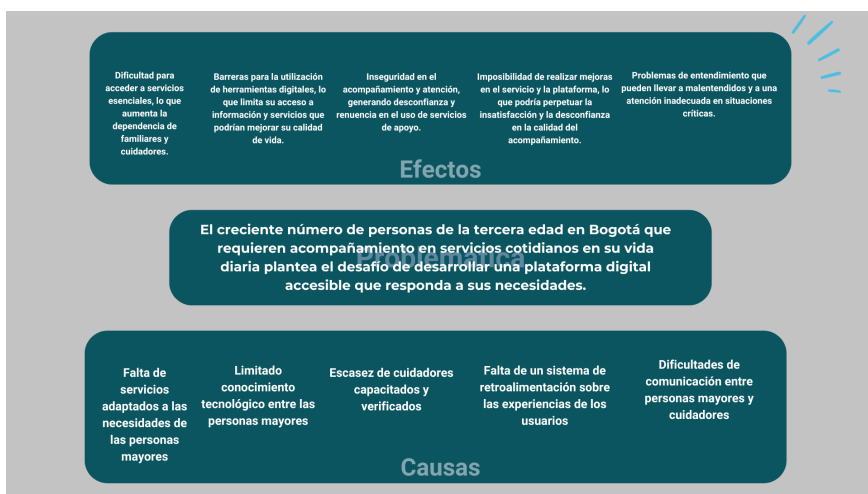 Dificultad para
acceder a servicios
esenciales, lo que
aumenta la
dependencia de
familiares y
cuidadores.
Barreras para la utilización
de herramientas digitales, lo
que limita su acceso a
información y servicios que
podrían mejorar su calidad
de vida.
Inseguridad en el
acompañamiento y atención,
generando desconfianza y
renuencia en el uso de servicios
de apoyo.
Imposibilidad de realizar mejoras
en el servicio y la plataforma, lo
que podría perpetuar la
insatisfacción y la desconfianza
en la calidad del
acompañamiento.
Problemas de entendimiento que
pueden llevar a malentendidos y a una
atención inadecuada en situaciones
críticas.
Efectos
El creciente número de personas de la tercera edad en Bogotá que
requieren acompañamiento en servicios cotidianos en su vida
diaria plantea el desafío de desarrollar una plataforma digital
accesible que responda a sus necesidades.
Problemática
Falta de
servicios
adaptados a las
necesidades de
las personas
mayores
Limitado
conocimiento
tecnológico entre las
personas mayores
Escasez de cuidadores
capacitados y
verificados
Falta de un sistema de
retroalimentación sobre
las experiencias de los
usuarios
Dificultades de
comunicación entre
personas mayores y
cuidadores
Causas